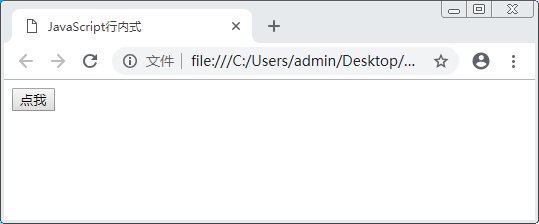 JavaScript行内式
文件 file:///C:/Users/admin/Desktop/...
点我